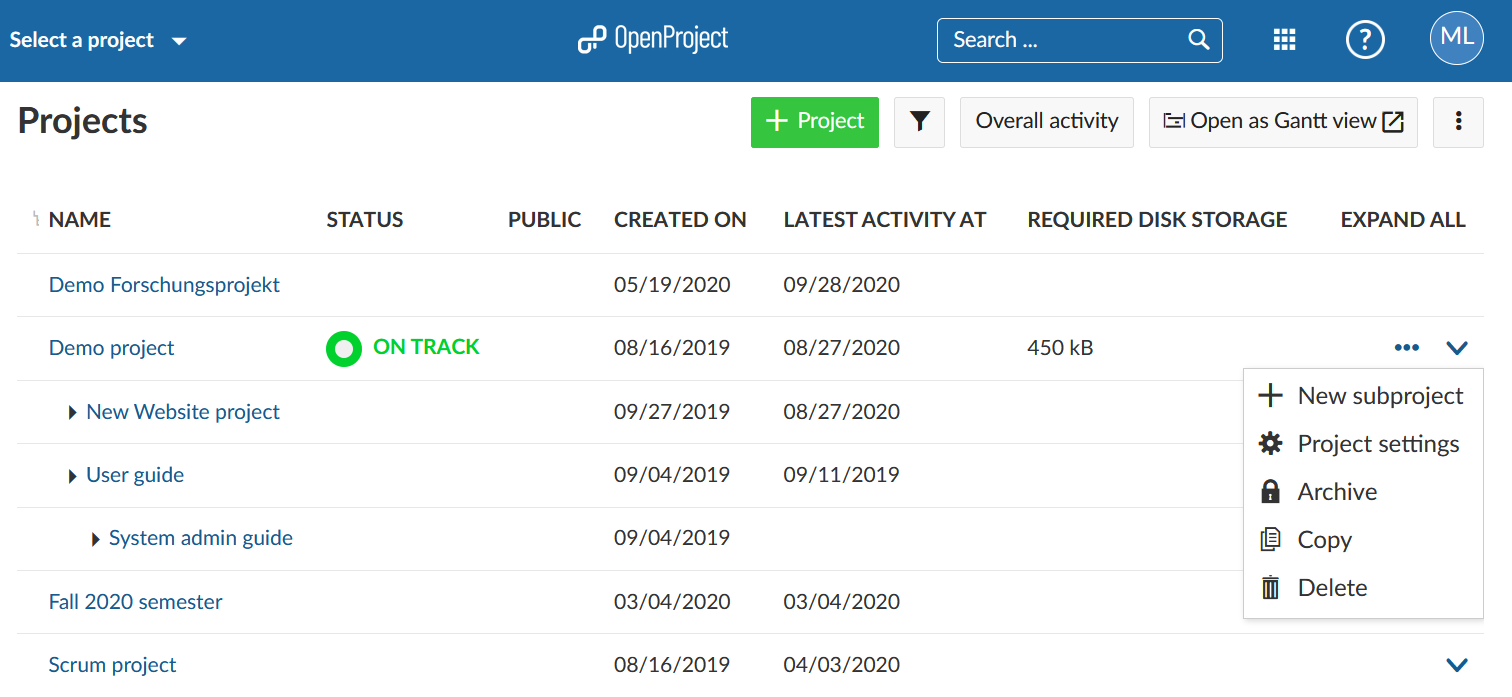 Select a project
OpenProject
Search ...
?
ML
Projects
+ Project
Overall activity
Open as Gantt view
NAME STATUS PUBLIC CREATED ON LATEST ACTIVITY AT REQUIRED DISK STORAGE EXPAND ALL
Demo Forschungsprojekt 05/19/2020 09/28/2020
Demo project ON TRACK 08/16/2019 08/27/2020 450 kB
New Website project 09/27/2019 08/27/2020
User guide 09/04/2019 09/11/2019
System admin guide 09/04/2019
Fall 2020 semester 03/04/2020 03/04/2020
Scrum project 08/16/2019 04/03/2020
New subproject
Project settings
Archive
Copy
Delete